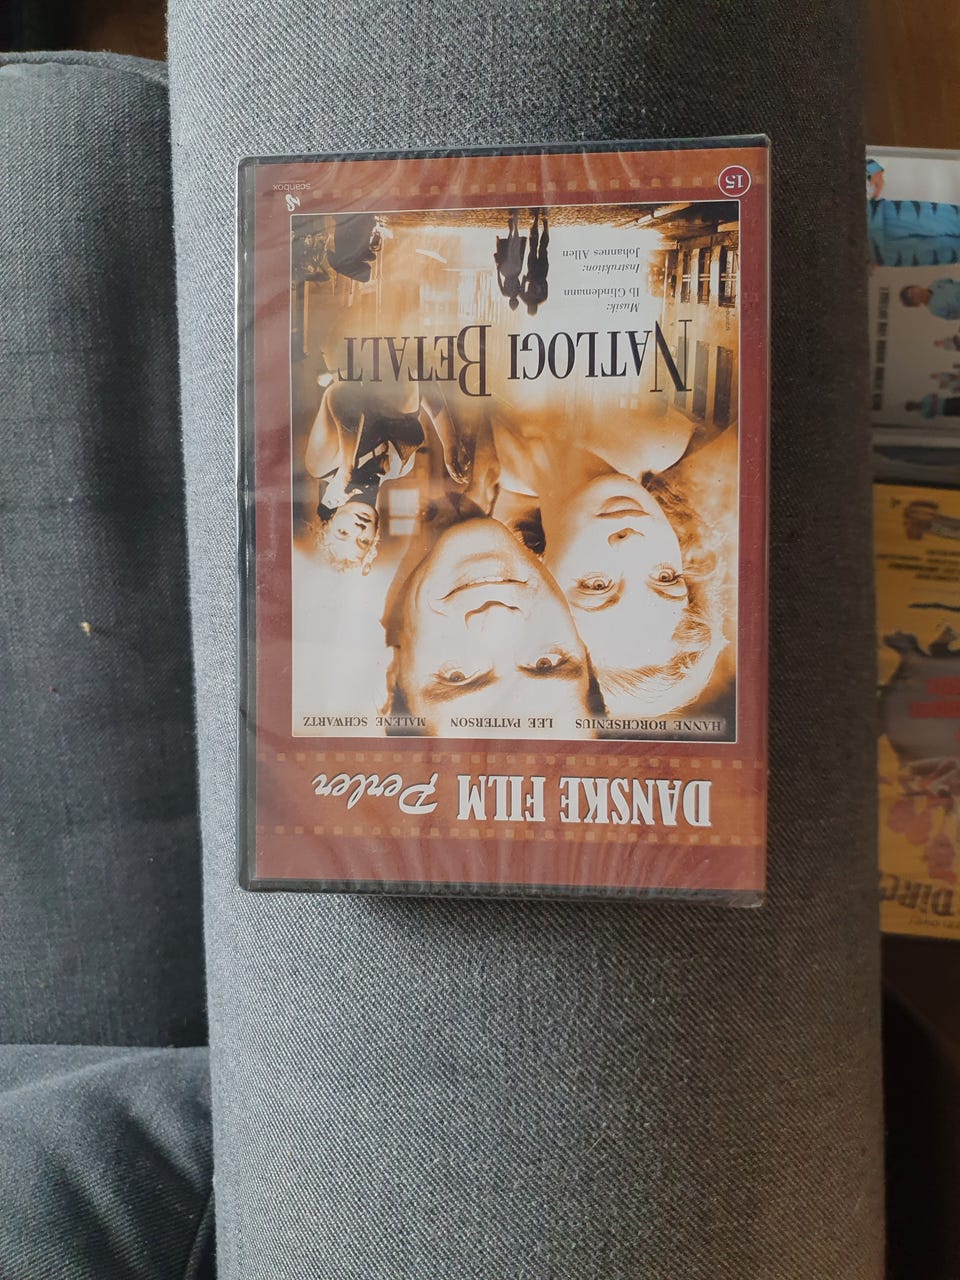 DANSKE FILM Perler
HANNE BORCHSENIUS LEE PATTERSON MALENE SCHWARTZ
NATLOGI BETALT
Musik:
Ib Glindemann
Instruktion:
Johannes Allen
scanbox
15
DiRC